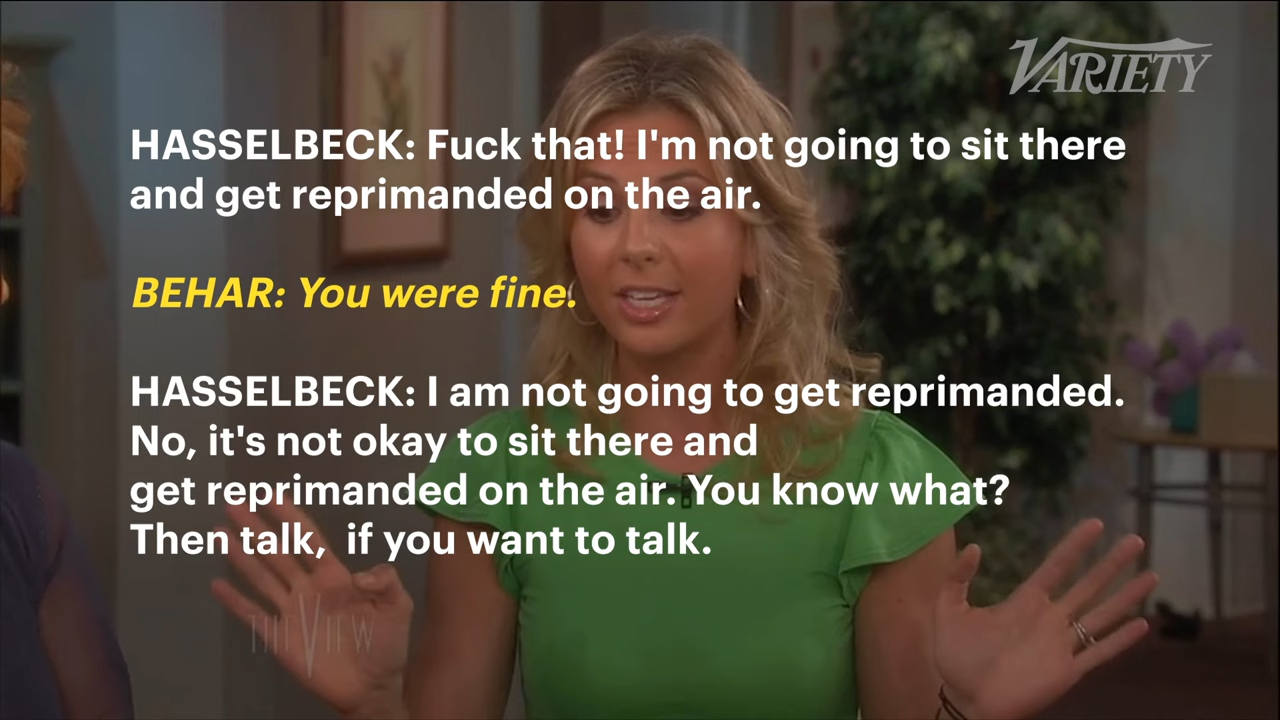 VARIETY
HASSELBECK: Fuck that! I'm not going to sit there
and get reprimanded on the air.
BEHAR: You were fine.
HASSELBECK: I am not going to get reprimanded.
No, it's not okay to sit there and
get reprimanded on the air. You know what?
Then talk, if you want to talk.
THE VIEW